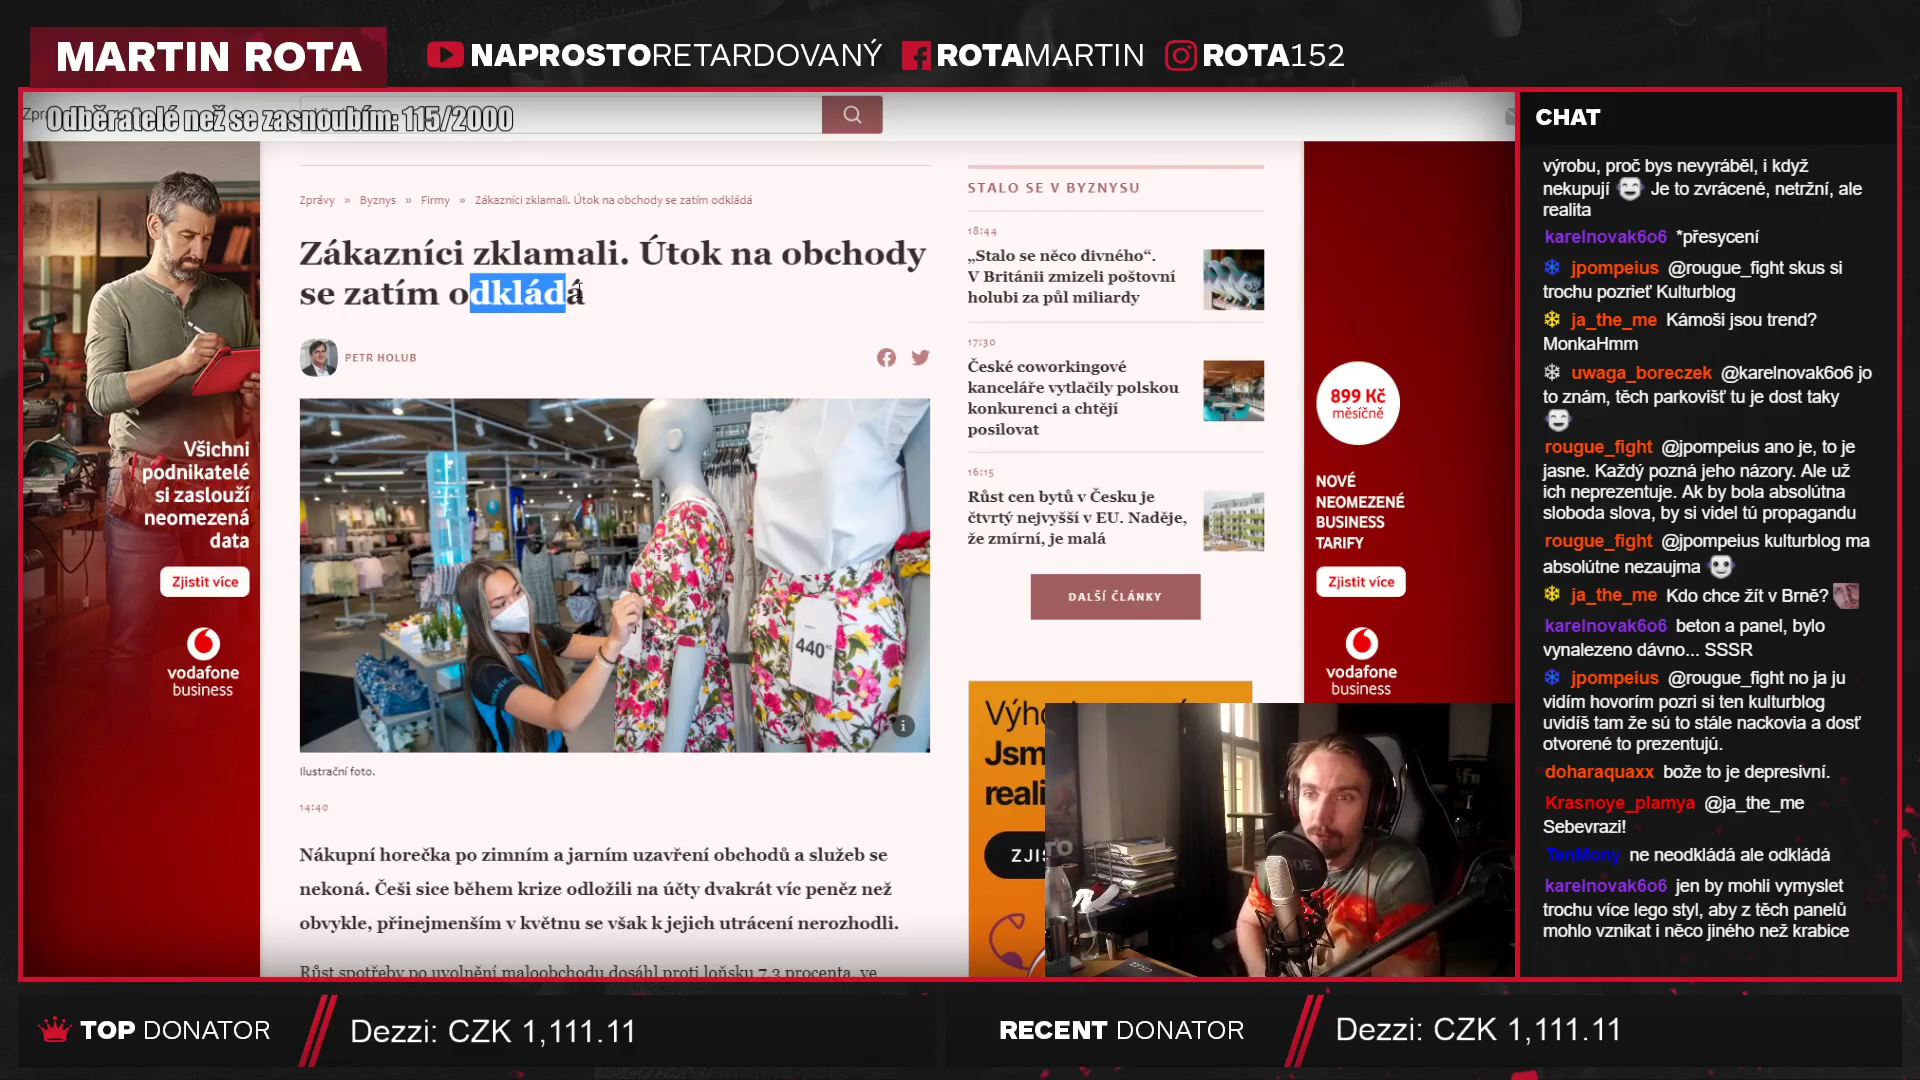 MARTIN ROTA
NAPROSTORETARDOVANÝ
ROTAMARTIN
ROTA152
Odběratelé než se zasnoubím: 115/2000
Zprávy » Byznys » Firmy » Zákazníci zklamali. Útok na obchody se zatím odkládá
Zákazníci zklamali. Útok na obchody
se zatím odkládá
PETR HOLUB
440
Ilustrační foto.
14:40
Nákupní horečka po zimním a jarním uzavření obchodů a služeb se
nekoná. Češi sice během krize odložili na účty dvakrát víc peněz než
obvykle, přinejmenším v květnu se však k jejich utrácení nerozhodli.
Růst spotřeby po uvolnění maloobchodu dosáhl proti loňsku 7,3 procenta, ve
Všichni
podnikatelé
si zaslouží
neomezená
data
Zjistit více
vodafone
business
STALO SE V BYZNYSU
18:44
„Stalo se něco divného“.
V Británii zmizeli poštovní
holubi za půl miliardy
17:30
České coworkingové
kanceláře vytlačily polskou
konkurenci a chtějí
posilovat
16:15
Růst cen bytů v Česku je
čtvrtý nejvyšší v EU. Naděje,
že zmírní, je malá
DALŠÍ ČLÁNKY
899 Kč
měsíčně
NOVÉ
NEOMEZENÉ
BUSINESS
TARIFY
Zjistit více
vodafone
business
CHAT
výrobu, proč bys nevyráběl, i když
nekupují Je to zvrácené, netržní, ale
realita
karelnovak6o6 *přesycení
jpompeius @rougue_fight skus si
trochu pozrieť Kulturblog
ja_the_me Kámoši jsou trend?
MonkaHmm
uwaga_boreczek @karelnovak6o6 jo
to znám, těch parkovišť tu je dost taky
rougue_fight @jpompeius ano je, to je
jasne. Každý pozná jeho názory. Ale už
ich neprezentuje. Ak by bola absolútna
sloboda slova, by si videl tú propagandu
rougue_fight @jpompeius kulturblog ma
absolútne nezaujma
ja_the_me Kdo chce žít v Brně?
karelnovak6o6 beton a panel, bylo
vynalezeno dávno... SSSR
jpompeius @rougue_fight no ja ju
vidím hovorím pozri si ten kulturblog
uvidíš tam že sú to stále nackovia a dosť
otvorené to prezentujú.
doharaquaxx bože to je depresivní.
Krasnoye_plamya @ja_the_me
Sebevrazi!
TenMony ne neodkládá ale odkládá
karelnovak6o6 jen by mohli vymyslet
trochu více lego styl, aby z těch panelů
mohlo vznikat i něco jiného než krabice
TOP DONATOR
Dezzi: CZK 1,111.11
RECENT DONATOR
Dezzi: CZK 1,111.11